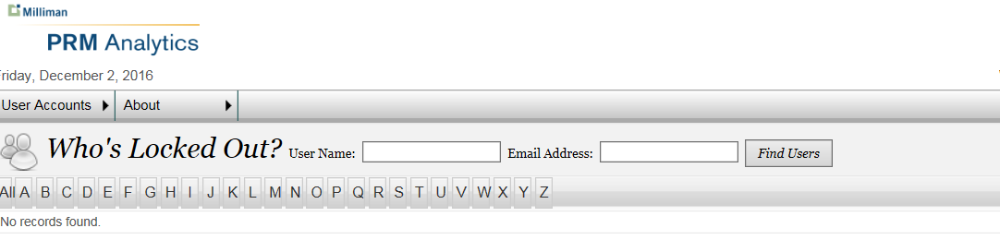 Milliman
PRM Analytics
Friday, December 2, 2016
User Accounts About
Who's Locked Out? User Name: Email Address: Find Users
All A B C D E F G H I J K L M N O P Q R S T U V W X Y Z
No records found.